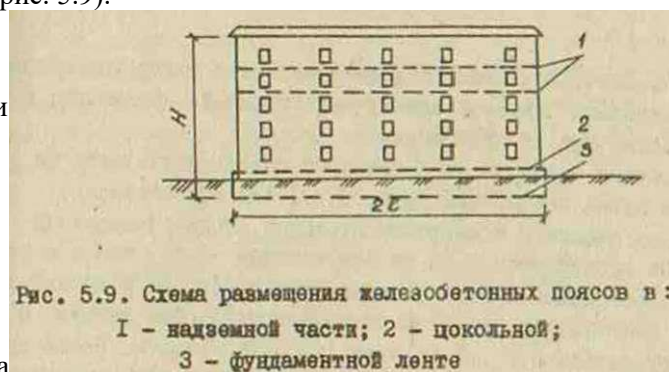 рис. 5.9).
и
H
1
2
3
2ℓ
Рис. 5.9. Схема размещения железобетонных поясов в:
I – надземной части; 2 – цокольной;
3 – фундаментной ленте
а